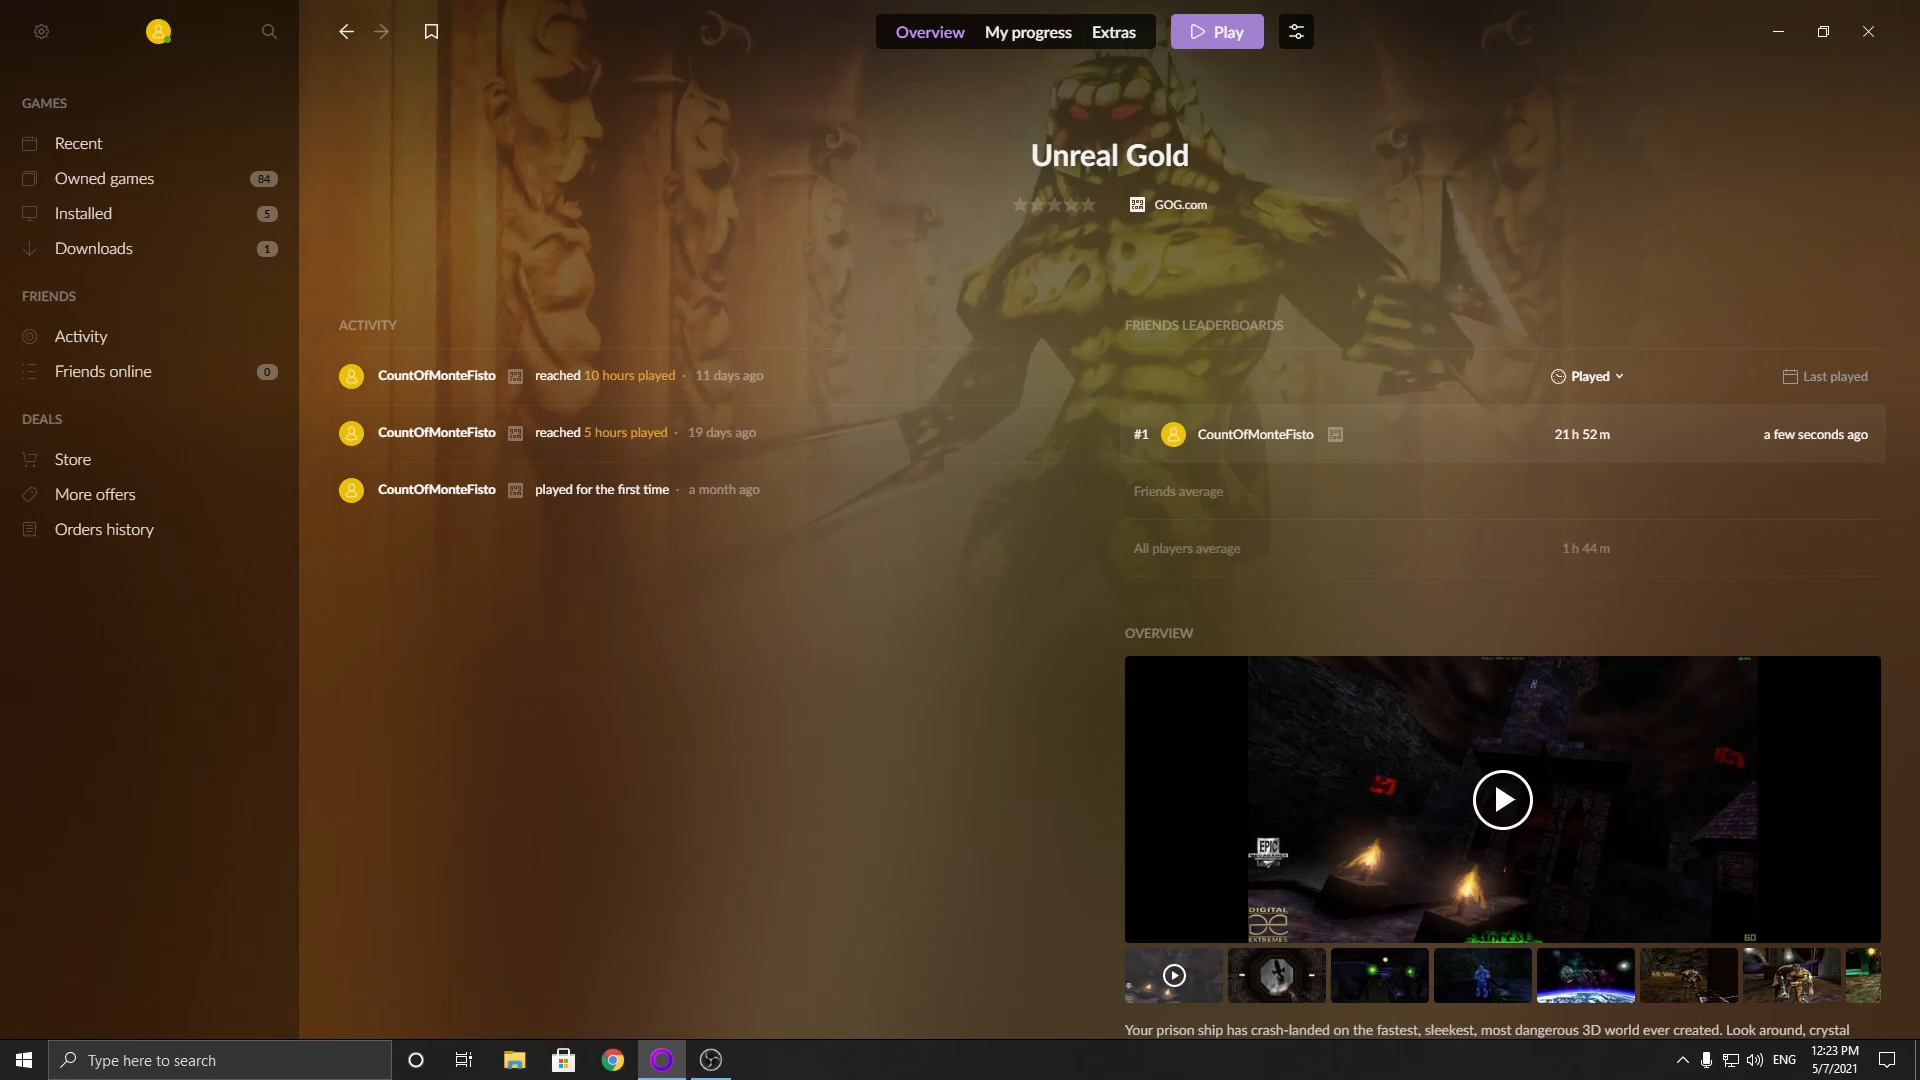 Overview My progress Extras Play
GAMES
Recent
Owned games 84
Installed 5
Downloads 1
FRIENDS
Activity
Friends online 0
DEALS
Store
More offers
Orders history
Unreal Gold
GOG.com
ACTIVITY
CountOfMonteFisto reached 10 hours played · 11 days ago
CountOfMonteFisto reached 5 hours played · 19 days ago
CountOfMonteFisto played for the first time · a month ago
FRIENDS LEADERBOARDS
Played Last played
#1 CountOfMonteFisto 21 h 52 m a few seconds ago
Friends average
All players average 1 h 44 m
OVERVIEW
EPIC
DIGITAL
EXTREMES
Unreal
60
Your prison ship has crash-landed on the fastest, sleekest, most dangerous 3D world ever created. Look around, crystal
Type here to search
ENG
12:23 PM
5/7/2021